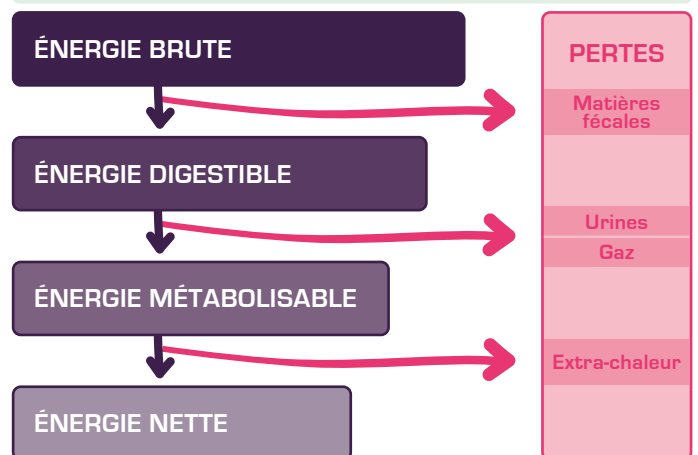 ÉNERGIE BRUTE
PERTES
Matières
fécales
ÉNERGIE DIGESTIBLE
Urines
Gaz
ÉNERGIE MÉTABOLISABLE
Extra-chaleur
ÉNERGIE NETTE